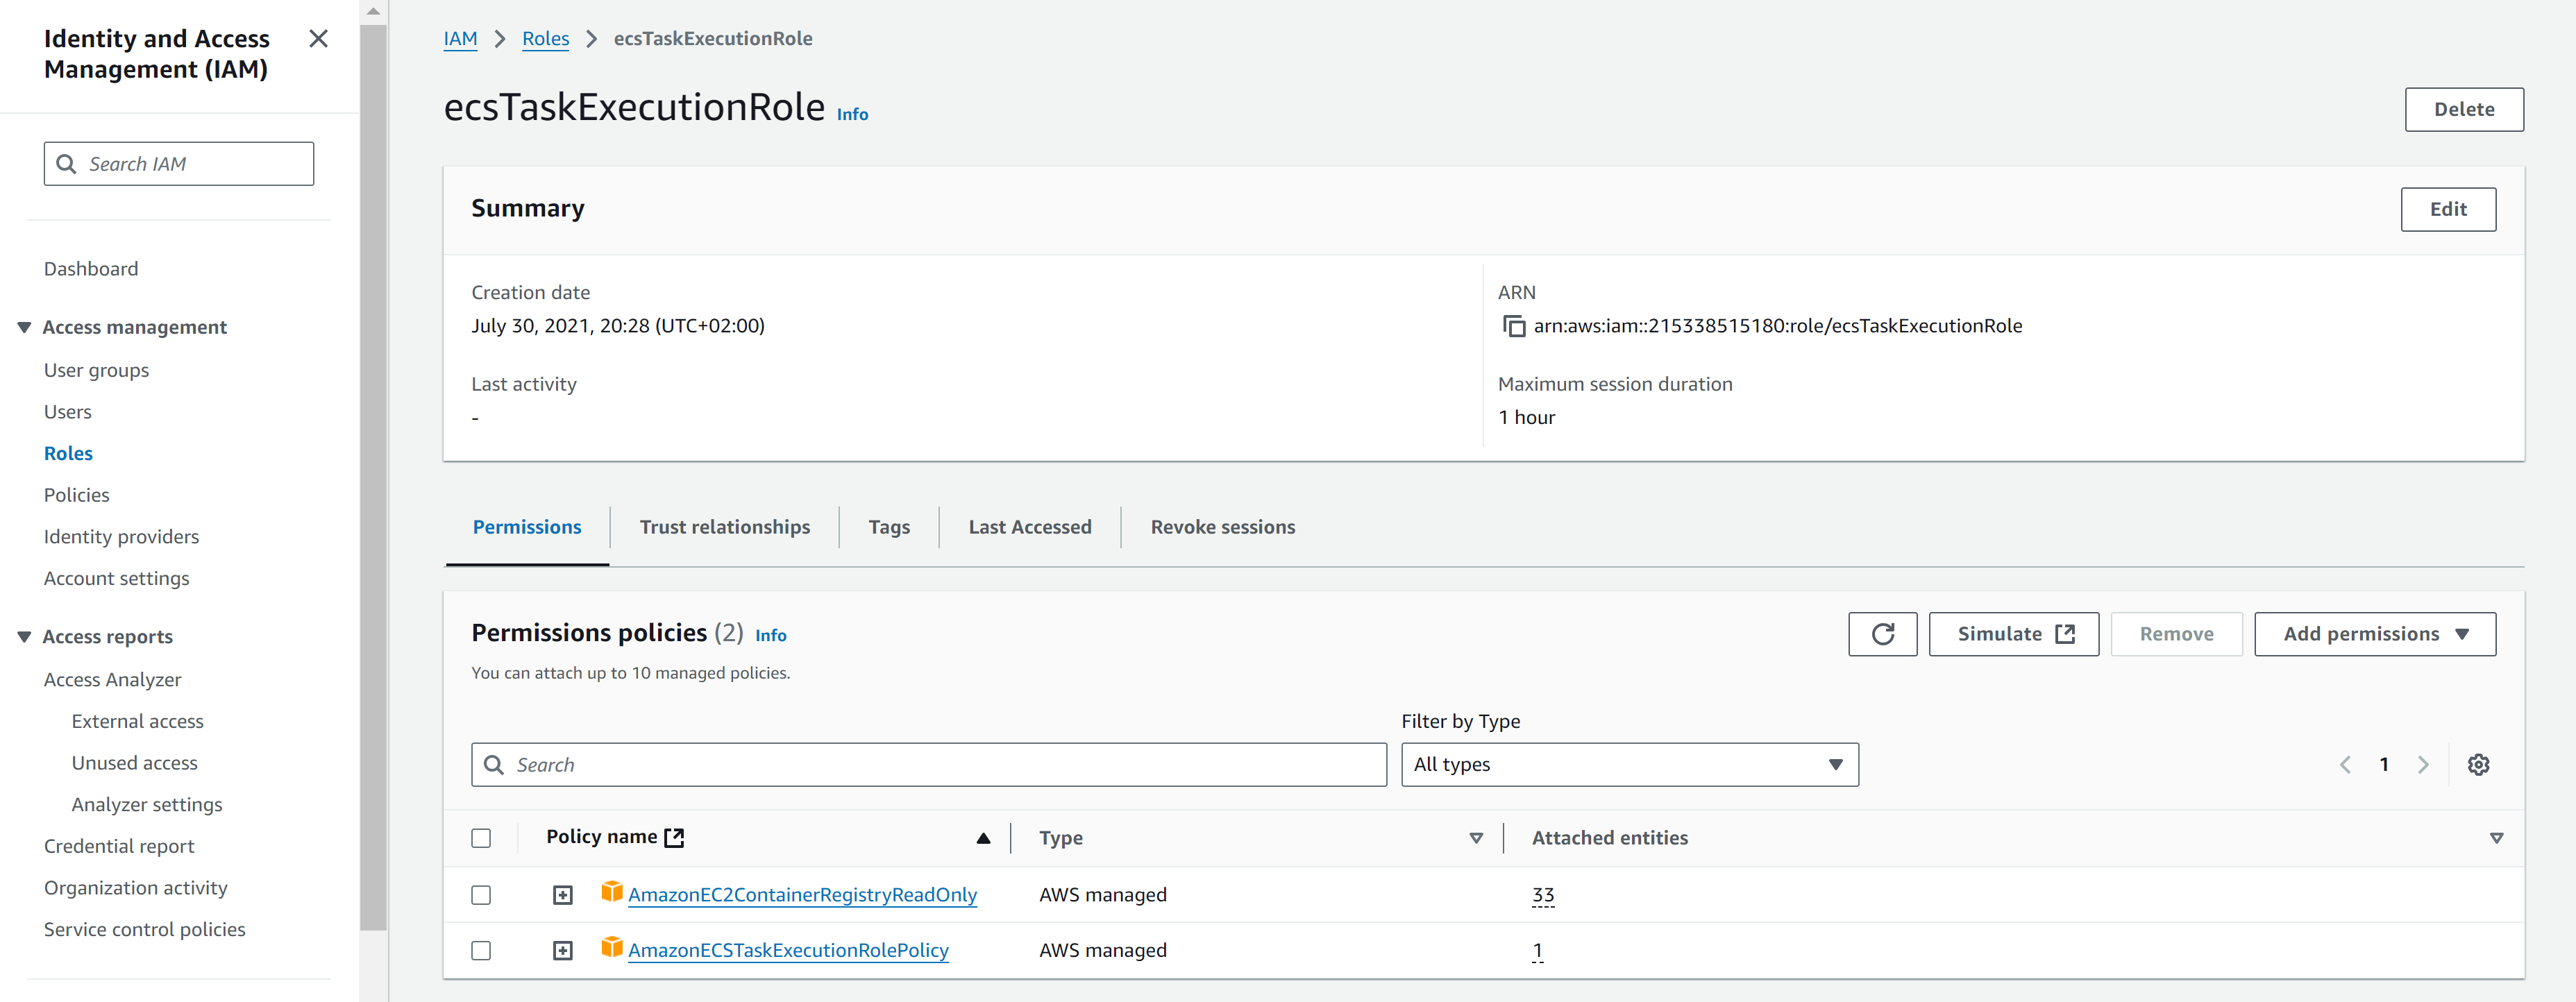 Identity and Access
Management (IAM)
Search IAM
Dashboard
Access management
User groups
Users
Roles
Policies
Identity providers
Account settings
Access reports
Access Analyzer
External access
Unused access
Analyzer settings
Credential report
Organization activity
Service control policies
IAM > Roles > ecsTaskExecutionRole
ecsTaskExecutionRole Info
Delete
Summary
Edit
Creation date
July 30, 2021, 20:28 (UTC+02:00)
ARN
arn:aws:iam::215338515180:role/ecsTaskExecutionRole
Last activity
-
Maximum session duration
1 hour
Permissions Trust relationships Tags Last Accessed Revoke sessions
Permissions policies (2) Info
Simulate Remove Add permissions
You can attach up to 10 managed policies.
Filter by Type
Search All types 1
Policy name Type Attached entities
AmazonEC2ContainerRegistryReadOnly AWS managed 33
AmazonECSTaskExecutionRolePolicy AWS managed 1